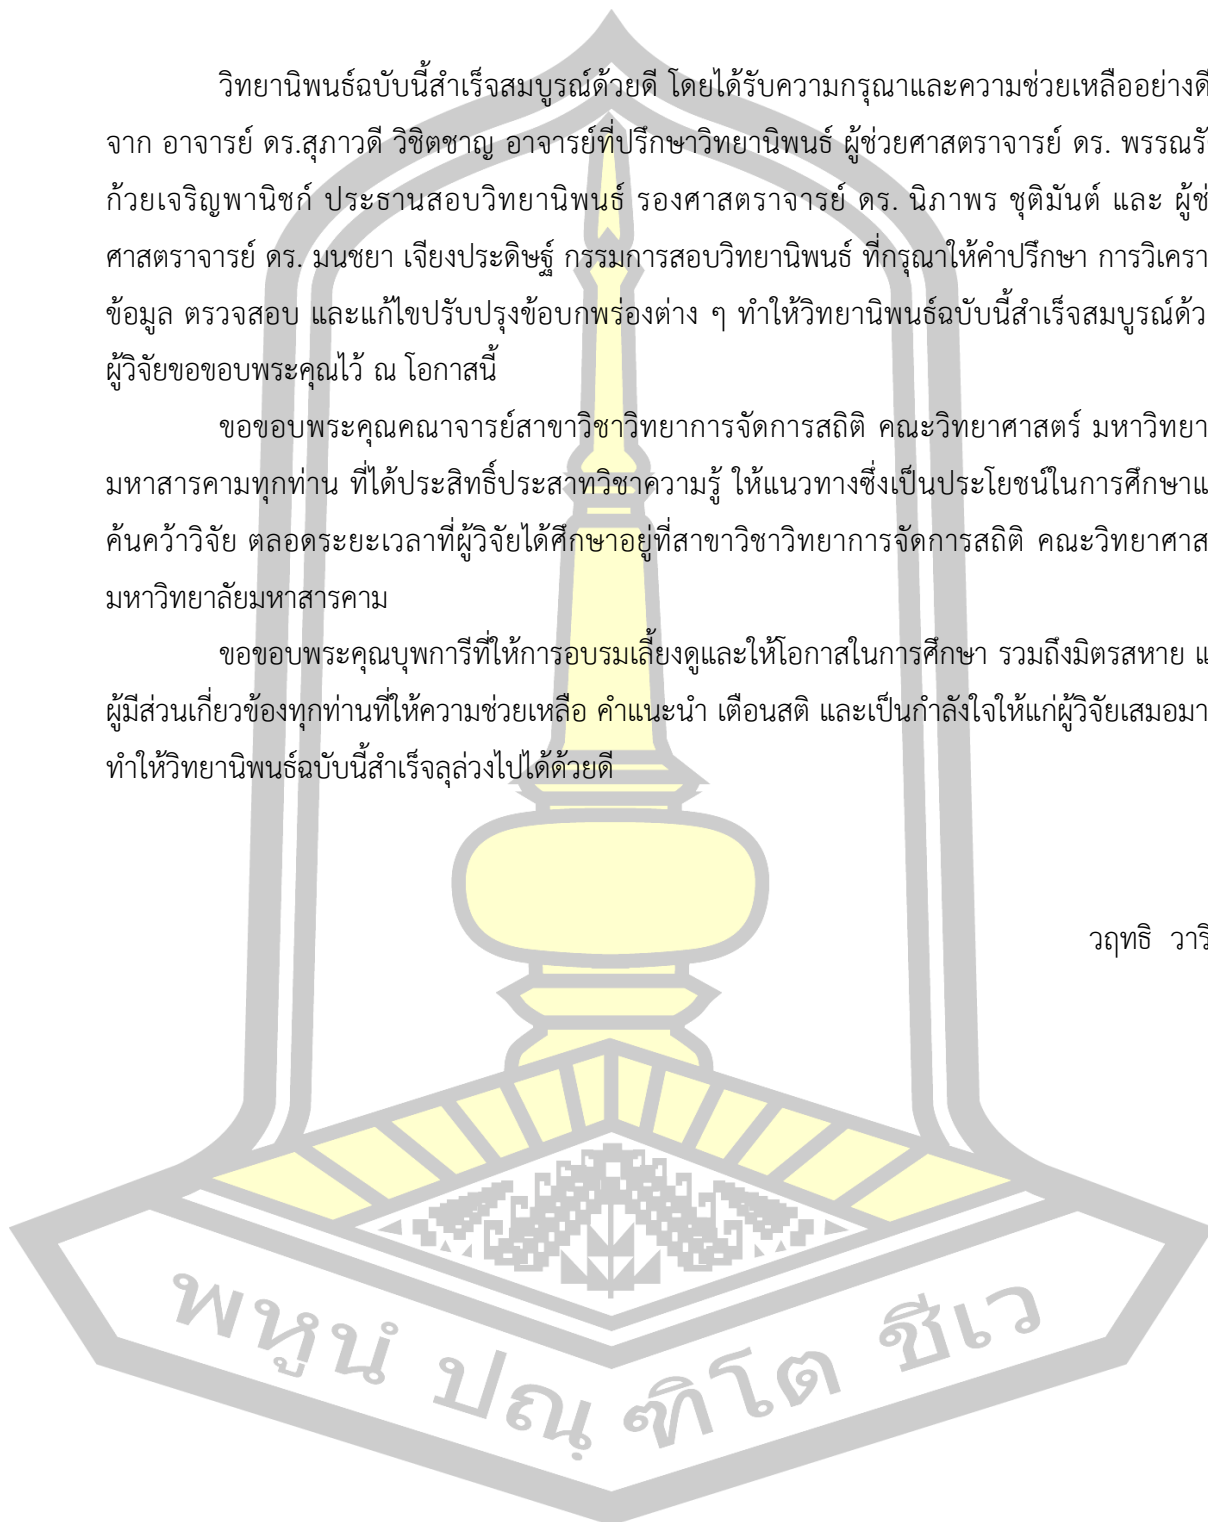 วิทยานิพนธ์ฉบับนี้สำเร็จสมบูรณ์ด้วยดี โดยได้รับความกรุณาและความช่วยเหลืออย่างดี
จาก อาจารย์ ดร.สุภาวดี วิชิตชาญ อาจารย์ที่ปรึกษาวิทยานิพนธ์ ผู้ช่วยศาสตราจารย์ ดร.
ก้วยเจริญพานิชก์ ประธานสอบวิทยานิพนธ์ รองศาสตราจารย์ ดร. นิภาพร ชุติมันต์ และ
ศาสตราจารย์ ดร. มนชยา เจียงประดิษฐ์ กรรมการสอบวิทยานิพนธ์ ที่กรุณาให้คำปรึกษา การ
ข้อมูล ตรวจสอบ และแก้ไขปรับปรุงข้อบกพร่องต่าง ๆ ทำให้วิทยานิพนธ์ฉบับนี้สำเร็จสมบูรณ์
ผู้วิจัยขอขอบพระคุณไว้ ณ โอกาสนี้
ขอขอบพระคุณคณาจารย์สาขาวิชาวิทยาการจัดการสถิติ คณะวิทยาศาสตร์
มหาสารคามทุกท่าน ที่ได้ประสิทธิ์ประสาทวิชาความรู้ ให้แนวทางซึ่งเป็นประโยชน์ในการศึกษา
ค้นคว้าวิจัย ตลอดระยะเวลาที่ผู้วิจัยได้ศึกษาอยู่ที่สาขาวิชาวิทยาการจัดการสถิติ
มหาวิทยาลัยมหาสารคาม
ขอขอบพระคุณบุพการีที่ให้การอบรมเลี้ยงดูและให้โอกาสในการศึกษา รวมถึงมิตรสหาย
ผู้มีส่วนเกี่ยวข้องทุกท่านที่ให้ความช่วยเหลือ คำแนะนำ เตือนสติ และเป็นกำลังใจให้แก่ผู้วิจัยเสมอมา
ทำให้วิทยานิพนธ์ฉบับนี้สำเร็จลุล่วงไปได้ด้วยดี
วฤทธิ
พหูนํ ปณฺ ฑิโต ชีเว